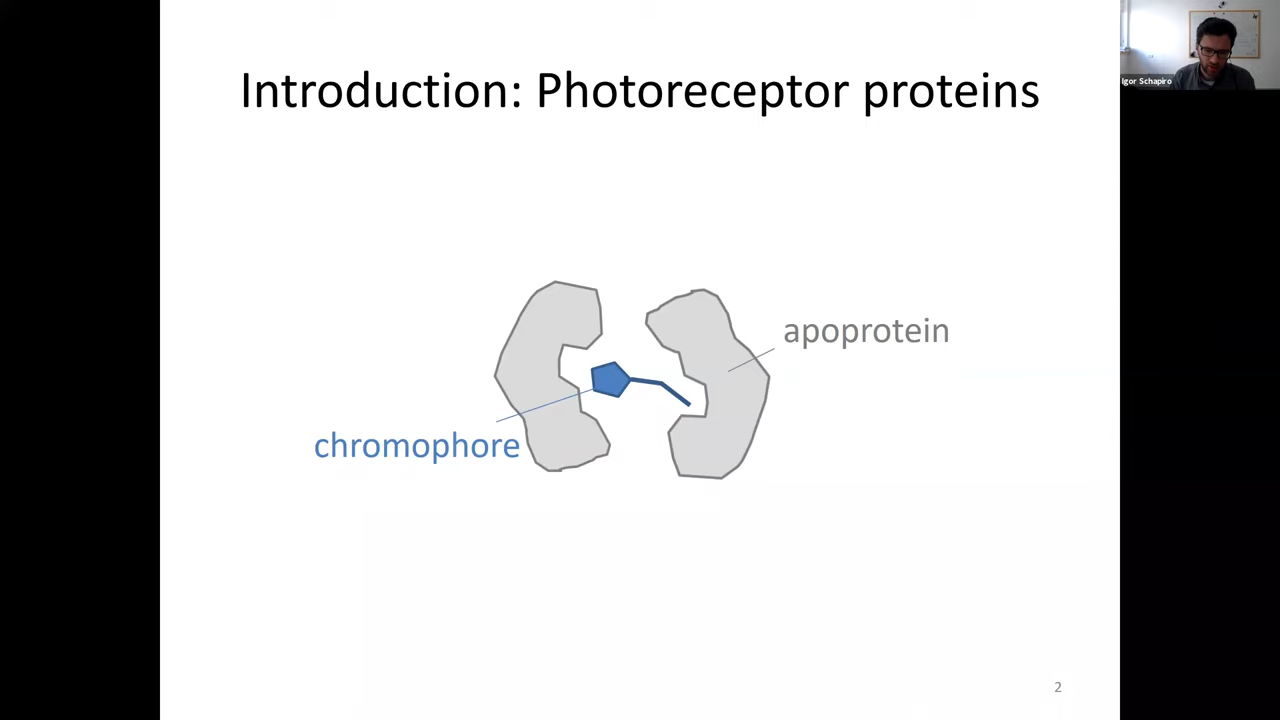 Introduction: Photoreceptor proteins
Igor Schapiro
apoprotein
chromophore
2